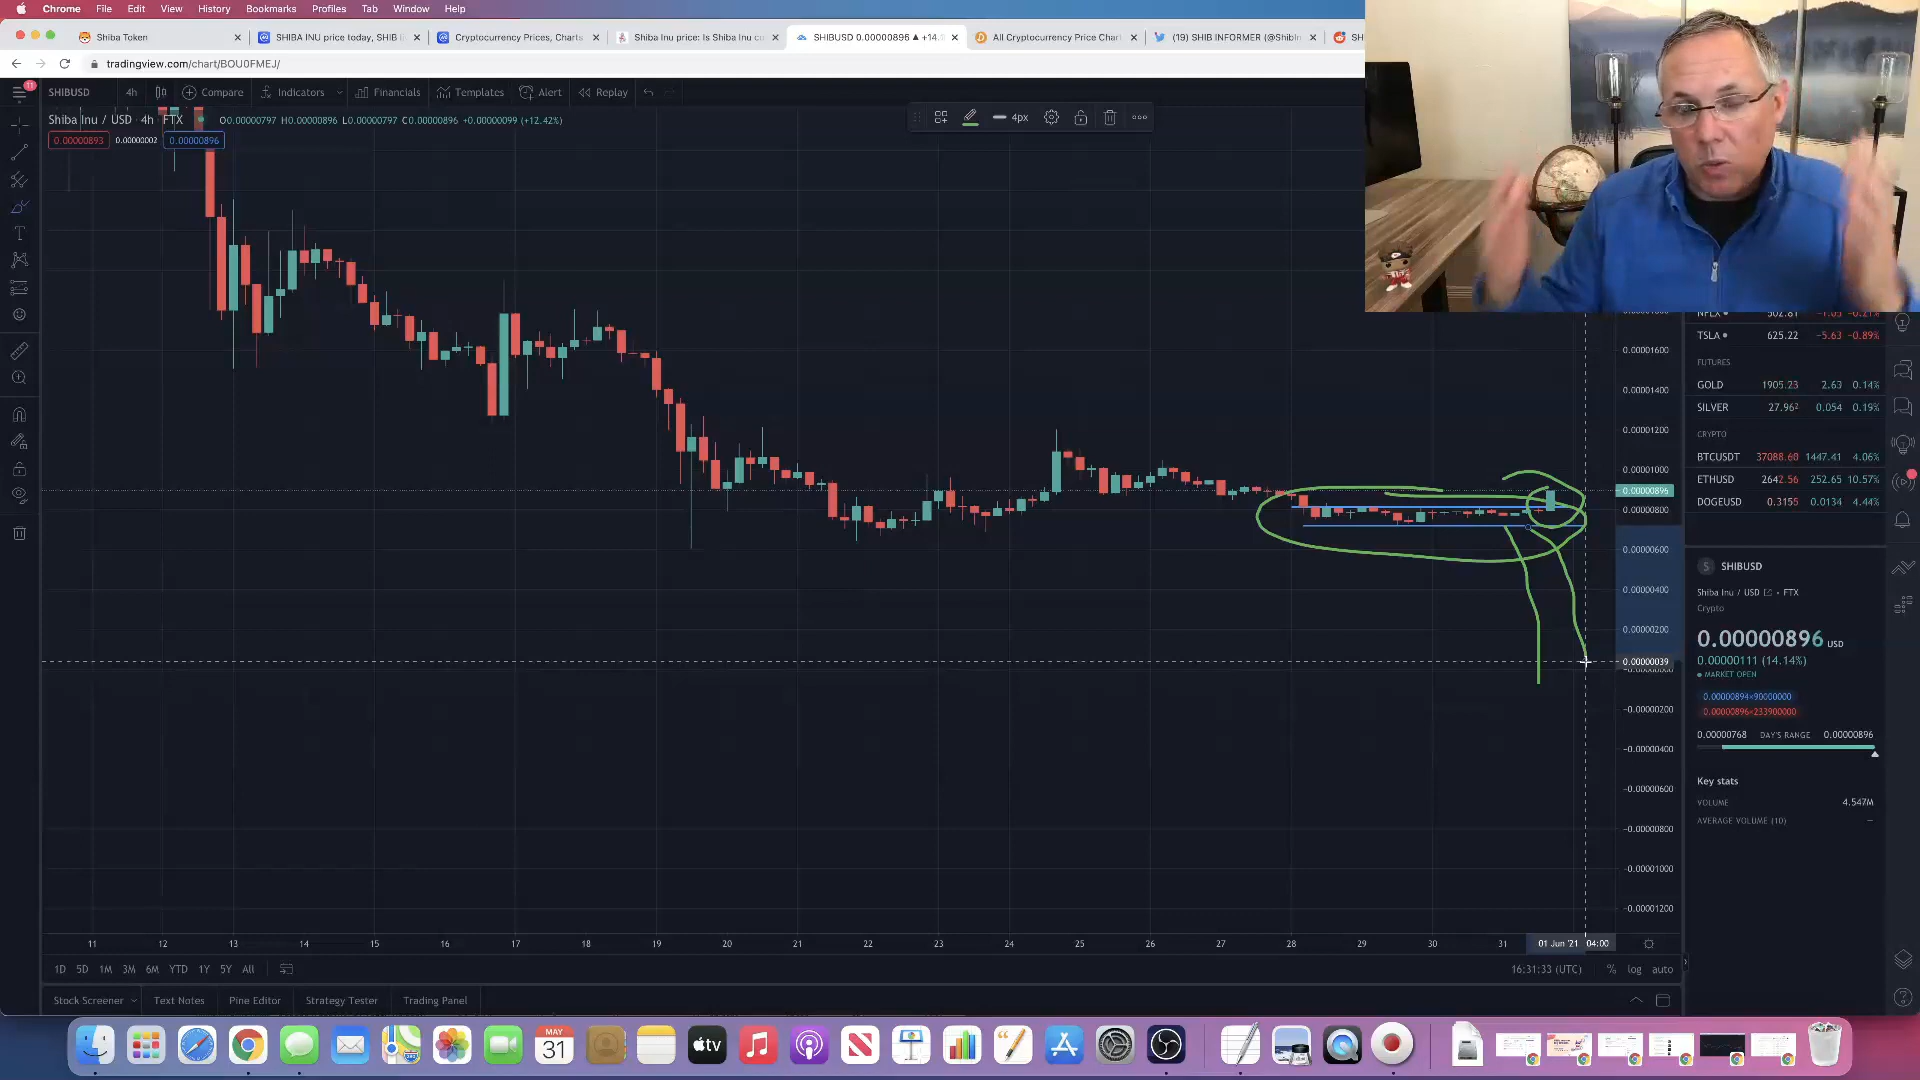 Chrome File Edit View History Bookmarks Profiles Tab Window Help
Shiba Token
SHIBA INU price today, SHIB
Cryptocurrency Prices, Charts
Shiba Inu price: Is Shiba Inu
SHIBUSD 0.00000896 ▲ +14.
All Cryptocurrency Price Char
(19) SHIB INFORMER (@ShibIn
SH
tradingview.com/chart/BOU0FMEJ/
11
SHIBUSD 4h Compare Indicators Financials Templates Alert Replay
Shiba Inu / USD · 4h · FTX O0.00000797 H0.00000896 L0.00000797 C0.00000896 +0.00000099 (+12.42%)
0.00000893 0.00000002 0.00000896
4px
0.00001600
0.00001400
0.00001200
0.00001000
0.00000896
0.00000800
0.00000600
0.00000400
0.00000200
0.00000039
-0.00000200
-0.00000400
-0.00000600
-0.00000800
-0.00001000
-0.00001200
TSLA 625.22 -5.63 -0.89%
FUTURES
GOLD 1905.23 2.63 0.14%
SILVER 27.962 0.054 0.19%
CRYPTO
BTCUSDT 37088.60 1447.41 4.06%
ETHUSD 2642.56 252.65 10.57%
DOGEUSD 0.3155 0.0134 4.44%
S SHIBUSD
Shiba Inu / USD • FTX
Crypto
0.00000896 USD
0.00000111 (14.14%)
MARKET OPEN
0.00000894×90000000
0.00000896×233900000
0.00000768 DAY'S RANGE 0.00000896
Key stats
VOLUME 4.547M
AVERAGE VOLUME (10) —
11 12 13 14 15 16 17 18 19 20 21 22 23 24 25 26 27 28 29 30 31 01 Jun '21 04:00
1D 5D 1M 3M 6M YTD 1Y 5Y All
16:31:33 (UTC) % log auto
Stock Screener Text Notes Pine Editor Strategy Tester Trading Panel
MAY
31
tv